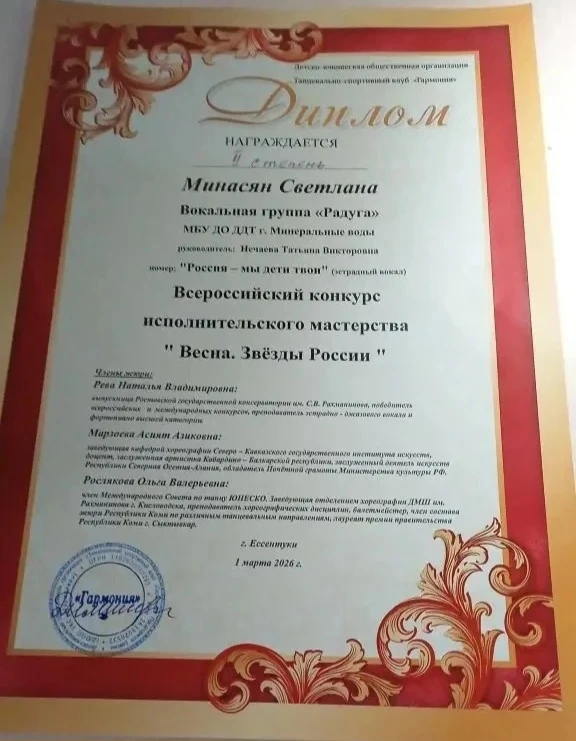 Детско-юношеская общественная организация
Танцевально-спортивный клуб «Гармония»
Диплом
НАГРАЖДАЕТСЯ
II степень
Минасян Светлана
Вокальная группа «Радуга»
МБУ ДО ДДТ г. Минеральные воды
руководитель: Нечаева Татьяна Викторовна
номер: "Россия – мы дети твои" (эстрадный вокал)
Всероссийский конкурс
исполнительского мастерства
" Весна. Звёзды России "
Члены жюри:
Рева Наталья Владимировна:
выпускница Ростовской государственной консерватории им. С.В. Рахманинова, победитель
всероссийских и международных конкурсов, преподаватель эстрадно - джазового вокала и
фортепиано высшей категории.
Марзоева Асият Азиковна:
заведующая кафедрой хореографии Северо – Кавказского государственного института искусств,
доцент, заслуженная артистка Кабардино – Балкарской республики, заслуженный деятель искусств
Республики Северная Осетия-Алания, обладатель Почётной грамоты Министерства культуры РФ.
Рослякова Ольга Валерьевна:
член Международного Совета по танцу ЮНЕСКО. Заведующая отделением хореографии ДМШ им.
Рахманинова г. Кисловодска, преподаватель хореографических дисциплин, балетмейстер, член состава
жюри Республики Коми по различным танцевальным направлениям, лауреат премии правительства
Республики Коми г. Сыктывкар.
г. Ессентуки
1 марта 2026 г.
«Гармония»